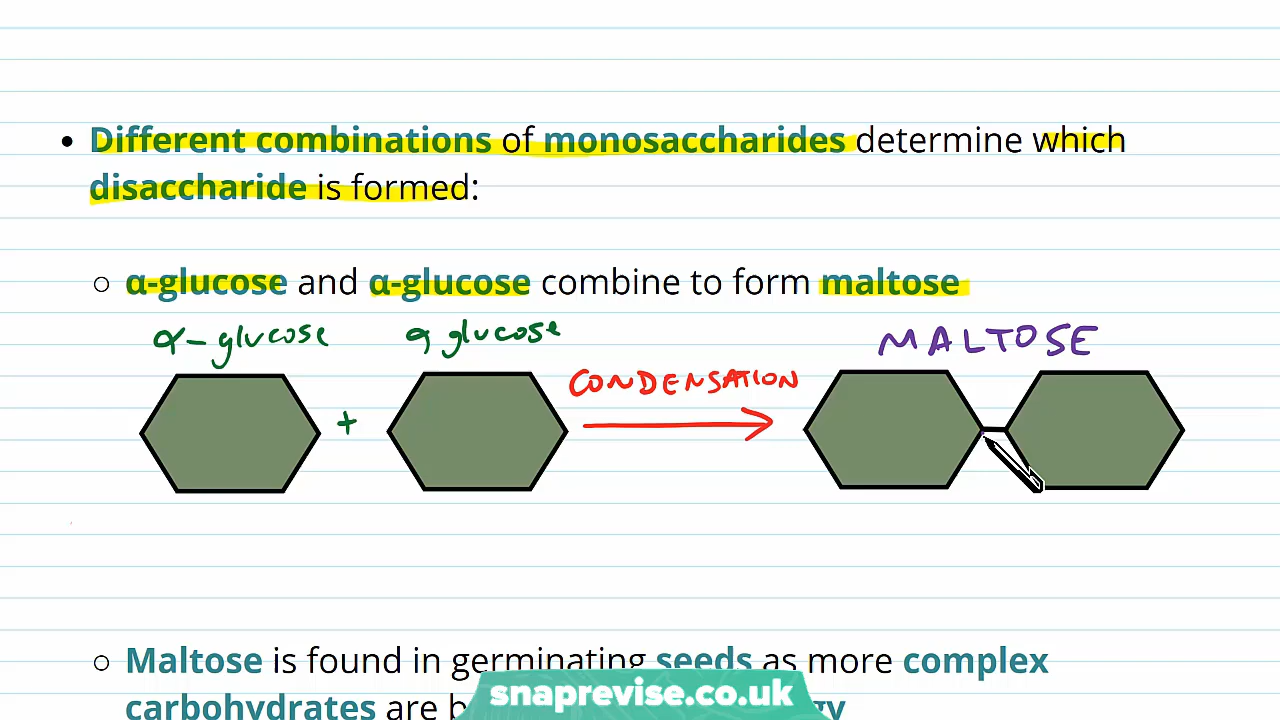 • Different combinations of monosaccharides determine which
disaccharide is formed:
○ α-glucose and α-glucose combine to form maltose
α- glucose α glucose MALTOSE
CONDENSATION
+
○ Maltose is found in germinating seeds as more complex
carbohydrates are
snaprevise.co.uk